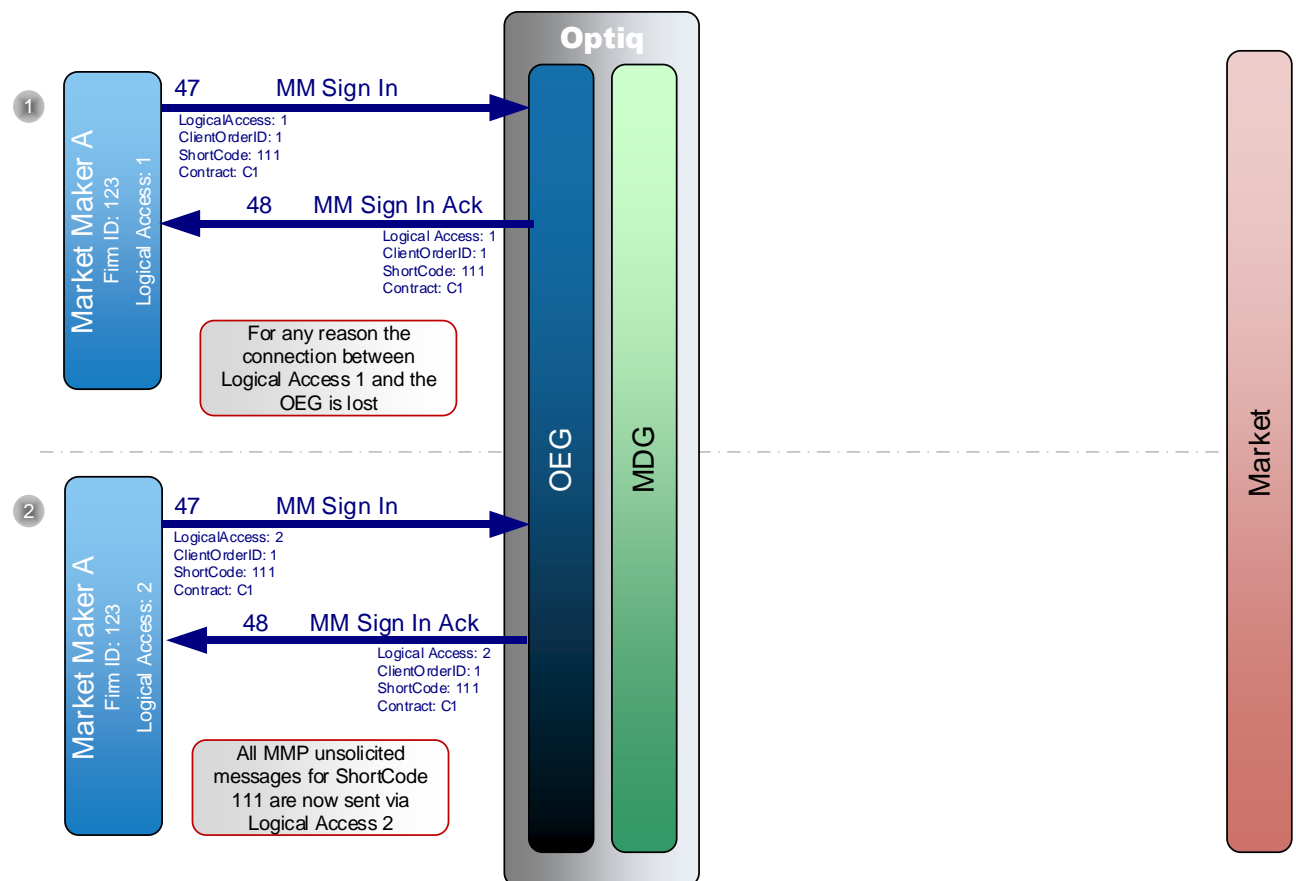 Optiq
1
Market Maker A
Firm ID: 123
Logical Access: 1
47 MM Sign In
LogicalAccess: 1
ClientOrderID: 1
ShortCode: 111
Contract: C1
48 MM Sign In Ack
Logical Access: 1
ClientOrderID: 1
ShortCode: 111
Contract: C1
For any reason the
connection between
Logical Access 1 and the
OEG is lost
OEG
MDG
Market
2
Market Maker A
Firm ID: 123
Logical Access: 2
47 MM Sign In
LogicalAccess: 2
ClientOrderID: 1
ShortCode: 111
Contract: C1
48 MM Sign In Ack
Logical Access: 2
ClientOrderID: 1
ShortCode: 111
Contract: C1
All MMP unsolicited
messages for ShortCode
111 are now sent via
Logical Access 2